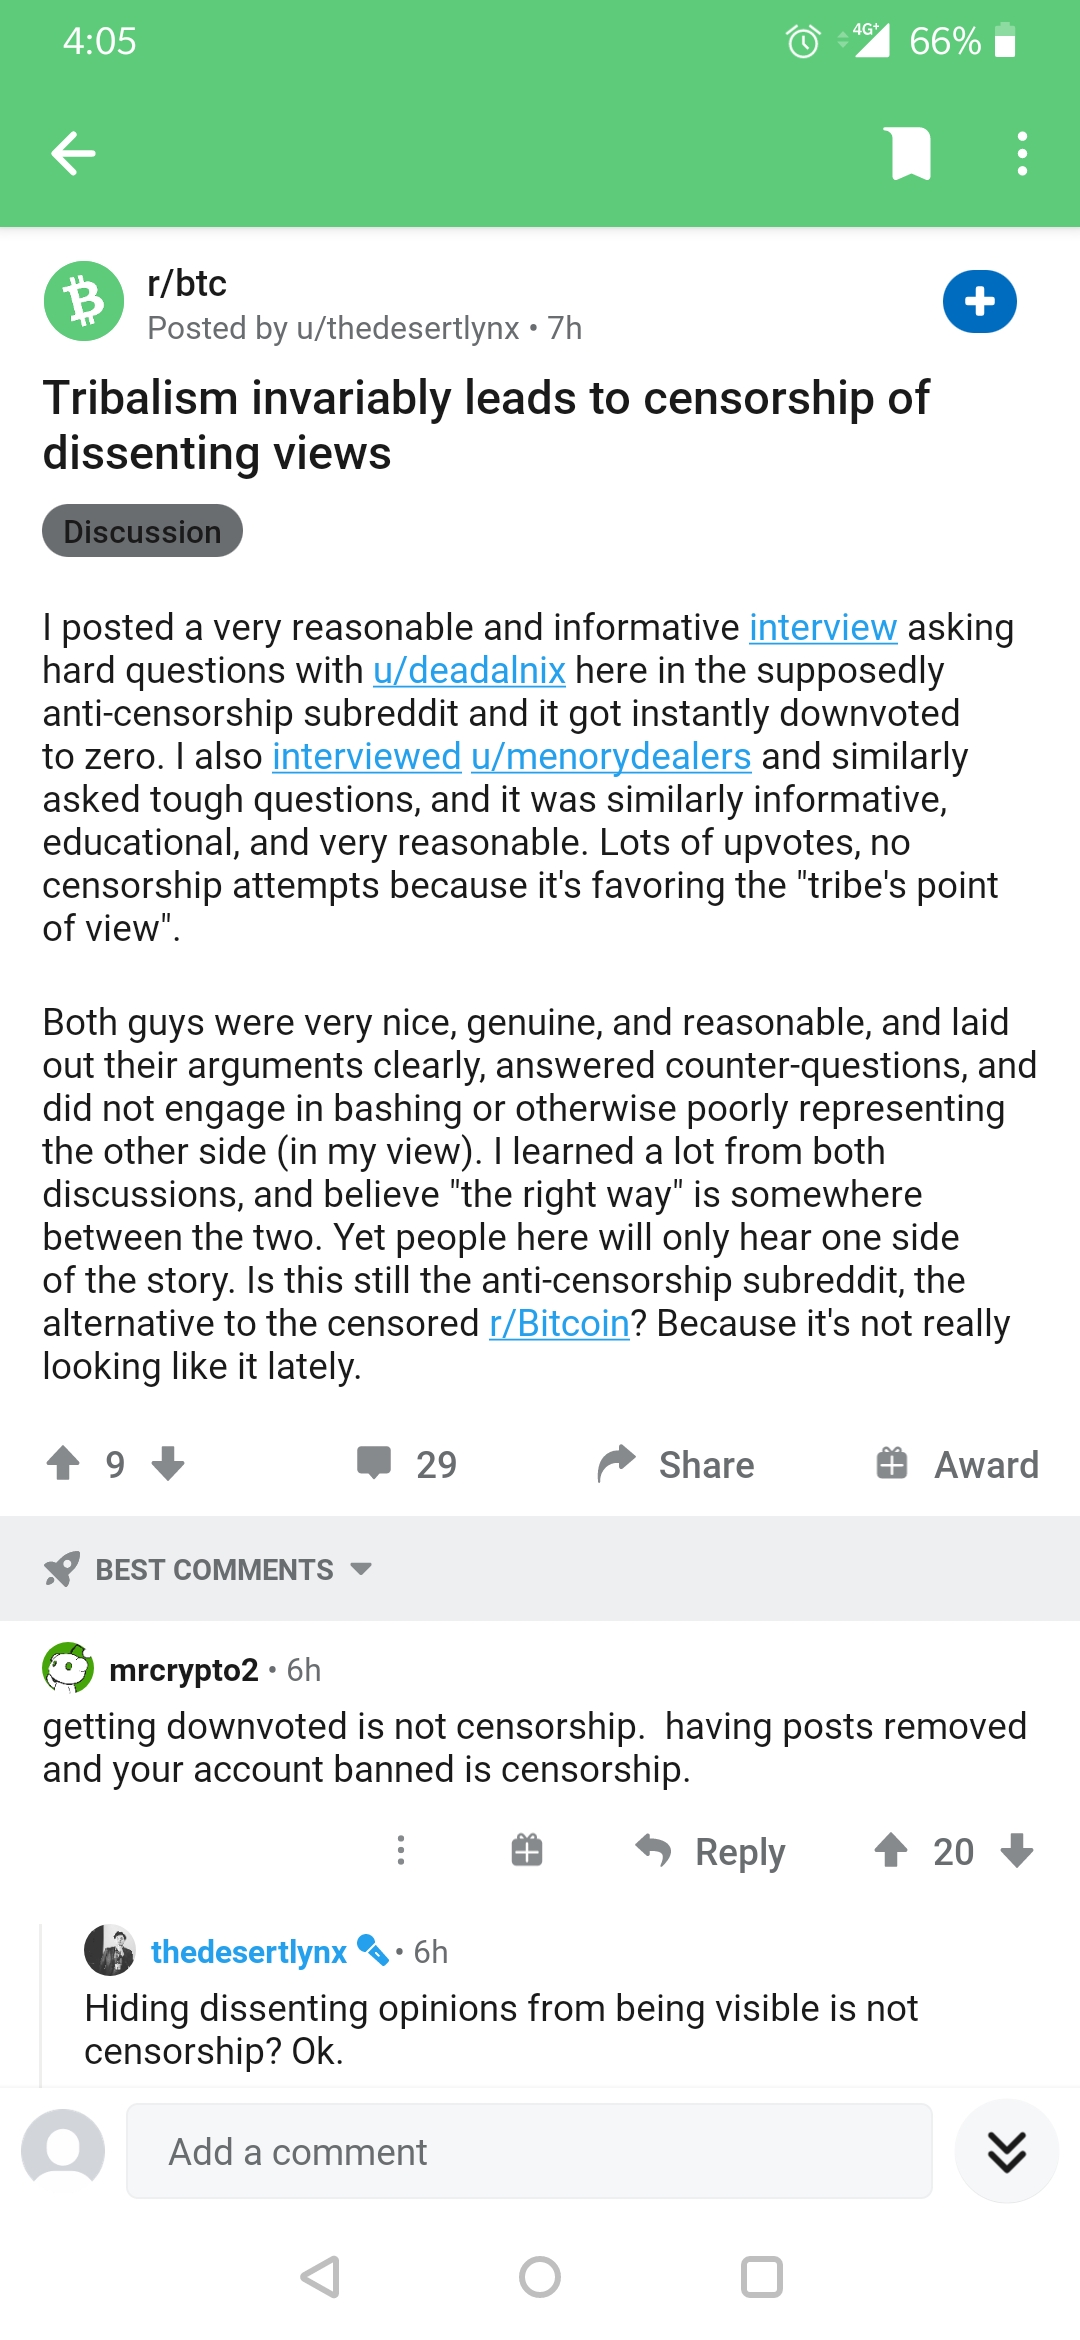 4:05
4G+ 66%
r/btc
Posted by u/thedesertlynx • 7h
Tribalism invariably leads to censorship of
dissenting views
Discussion
I posted a very reasonable and informative interview asking
hard questions with u/deadalnix here in the supposedly
anti-censorship subreddit and it got instantly downvoted
to zero. I also interviewed u/menorydealers and similarly
asked tough questions, and it was similarly informative,
educational, and very reasonable. Lots of upvotes, no
censorship attempts because it's favoring the "tribe's point
of view".
Both guys were very nice, genuine, and reasonable, and laid
out their arguments clearly, answered counter-questions, and
did not engage in bashing or otherwise poorly representing
the other side (in my view). I learned a lot from both
discussions, and believe "the right way" is somewhere
between the two. Yet people here will only hear one side
of the story. Is this still the anti-censorship subreddit, the
alternative to the censored r/Bitcoin? Because it's not really
looking like it lately.
9 29 Share Award
BEST COMMENTS
mrcrypto2 • 6h
getting downvoted is not censorship.  having posts removed
and your account banned is censorship.
Reply 20
thedesertlynx • 6h
Hiding dissenting opinions from being visible is not
censorship? Ok.
Add a comment